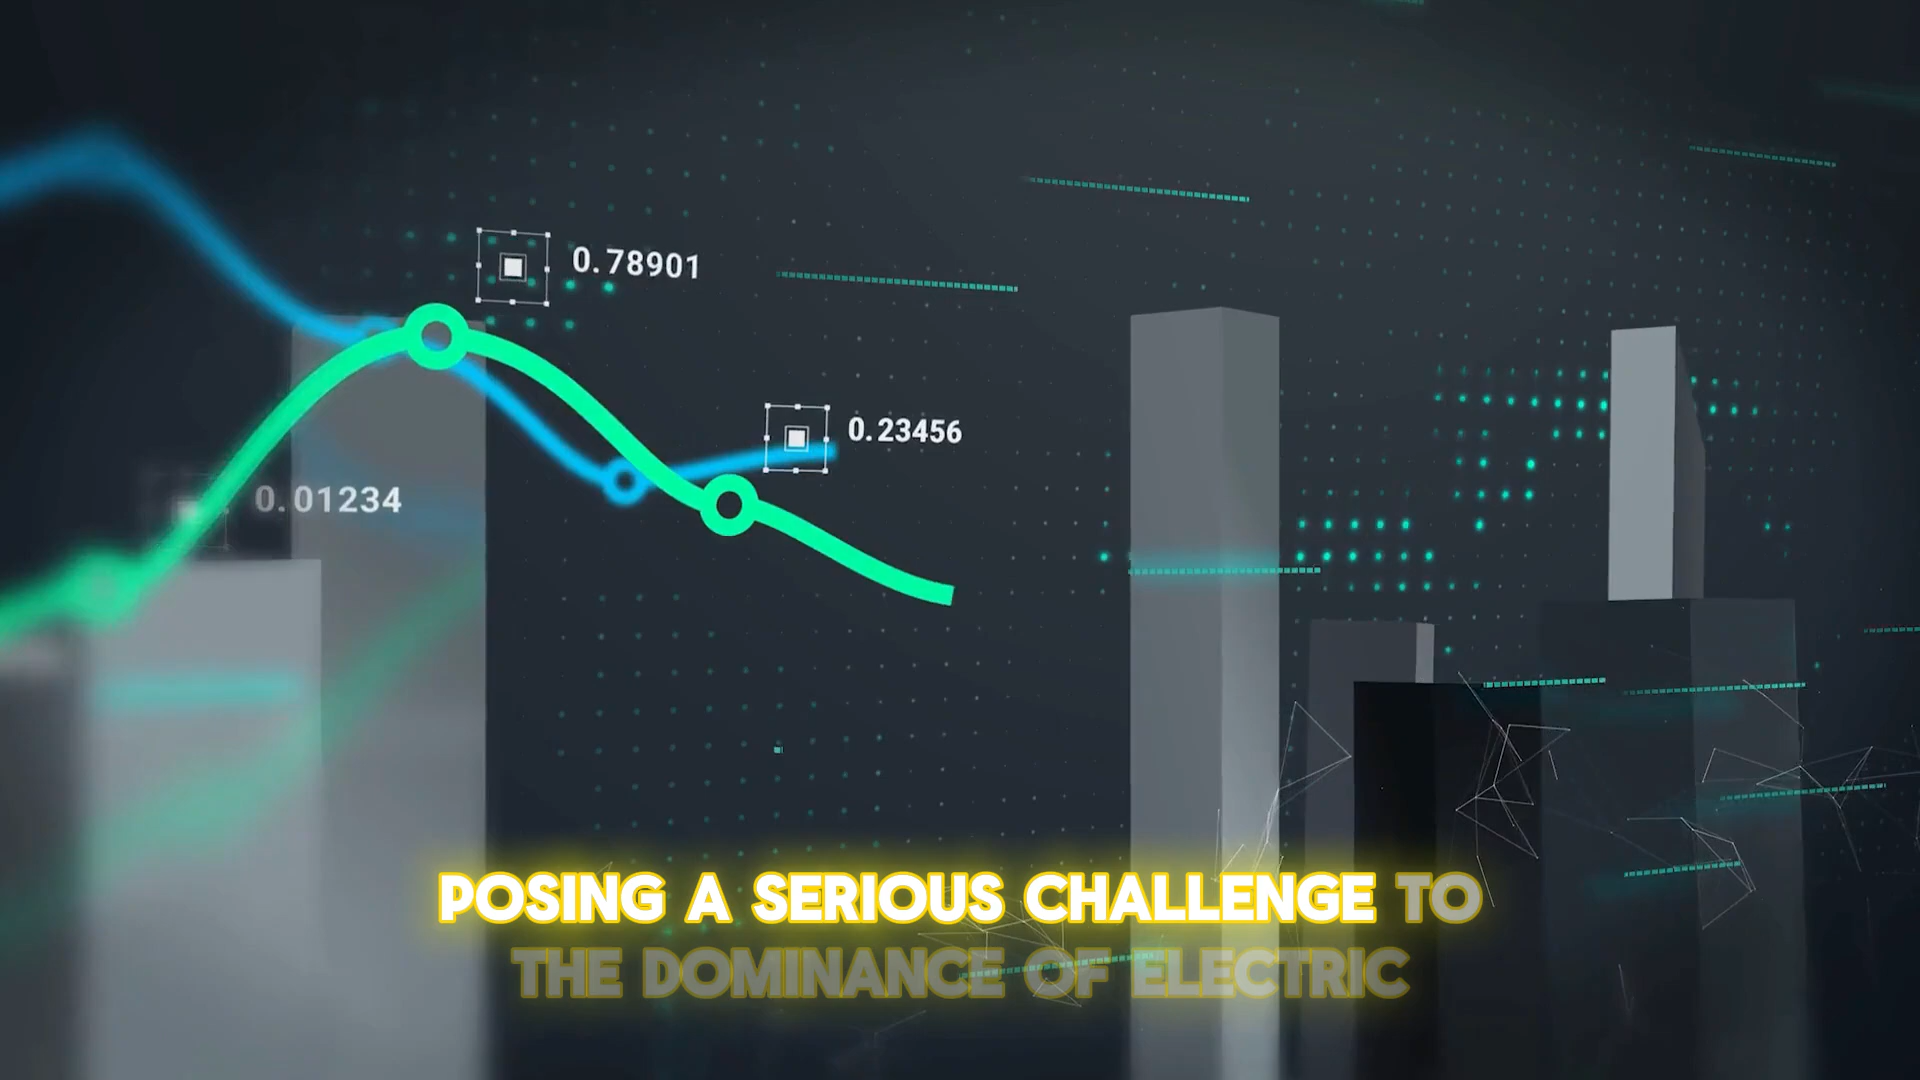 0.78901
0.23456
0.01234
POSING A SERIOUS CHALLENGE TO
THE DOMINANCE OF ELECTRIC